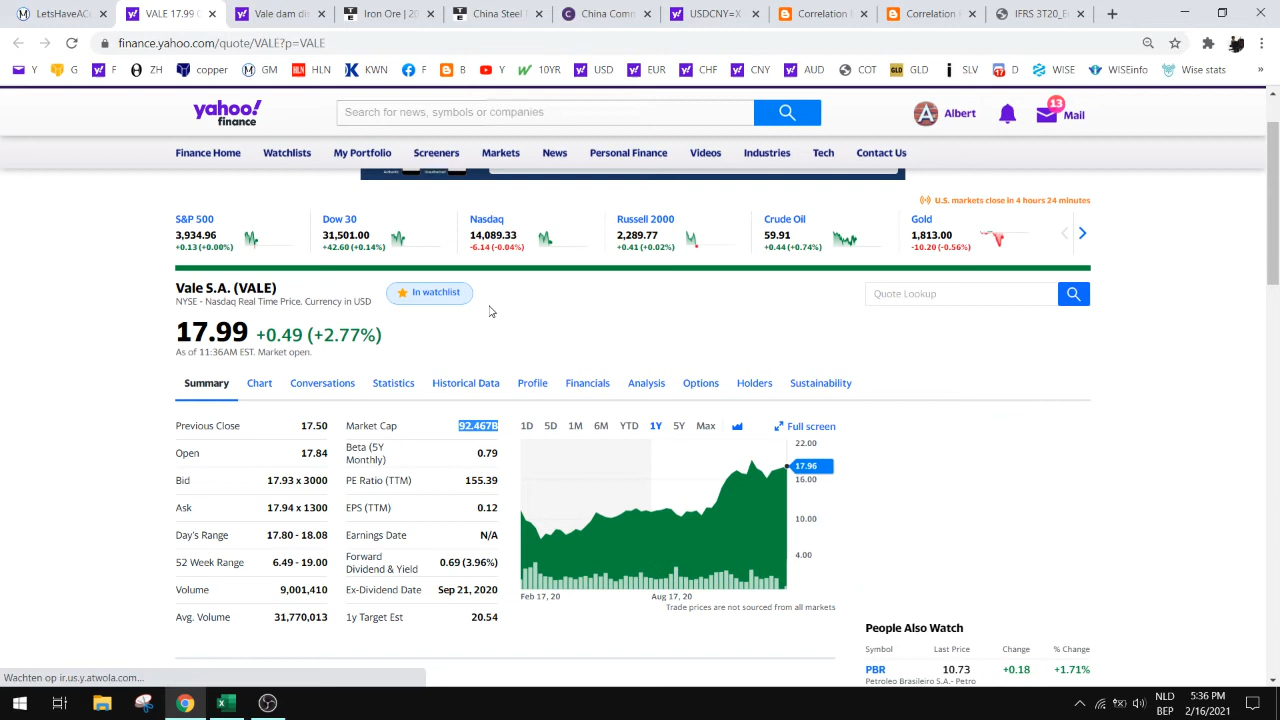 LetsHaveAC
VALE 17.99 0
Vale dam dis
Iron Ore | 20
China Steel P
China Com
USDCNY=X
Correlation
Correlation o
IFRS 3T20_E
finance.yahoo.com/quote/VALE?p=VALE
Y G F ZH copper GM HLN KWN F B Y 10YR USD EUR CHF CNY AUD COT GLD SLV D WISE WISEinfo Wise stats »
yahoo!
finance
Search for news, symbols or companies
Albert
13
Mail
Finance Home Watchlists My Portfolio Screeners Markets News Personal Finance Videos Industries Tech Contact Us
U.S. markets close in 4 hours 24 minutes
S&P 500
3,934.96
+0.13 (+0.00%)
Dow 30
31,501.00
+42.60 (+0.14%)
Nasdaq
14,089.33
-6.14 (-0.04%)
Russell 2000
2,289.77
+0.41 (+0.02%)
Crude Oil
59.91
+0.44 (+0.74%)
Gold
1,813.00
-10.20 (-0.56%)
Vale S.A. (VALE)
NYSE - Nasdaq Real Time Price. Currency in USD
In watchlist
Quote Lookup
17.99 +0.49 (+2.77%)
As of 11:36AM EST. Market open.
Summary Chart Conversations Statistics Historical Data Profile Financials Analysis Options Holders Sustainability
Previous Close 17.50
Open 17.84
Bid 17.93 x 3000
Ask 17.94 x 1300
Day's Range 17.80 - 18.08
52 Week Range 6.49 - 19.00
Volume 9,001,410
Avg. Volume 31,770,013
Market Cap 92.467B
Beta (5Y
Monthly) 0.79
PE Ratio (TTM) 155.39
EPS (TTM) 0.12
Earnings Date N/A
Forward
Dividend & Yield 0.69 (3.96%)
Ex-Dividend Date Sep 21, 2020
1y Target Est 20.54
1D 5D 1M 6M YTD 1Y 5Y Max Full screen
22.00
17.96
16.00
10.00
4.00
Feb 17, 20 Aug 17, 20
Trade prices are not sourced from all markets
People Also Watch
Symbol Last Price Change % Change
PBR 10.73 +0.18 +1.71%
Petroleo Brasileiro S.A.- Petro
Wachten op ir.us.y.atwola.com...
NLD
BEP
5:36 PM
2/16/2021